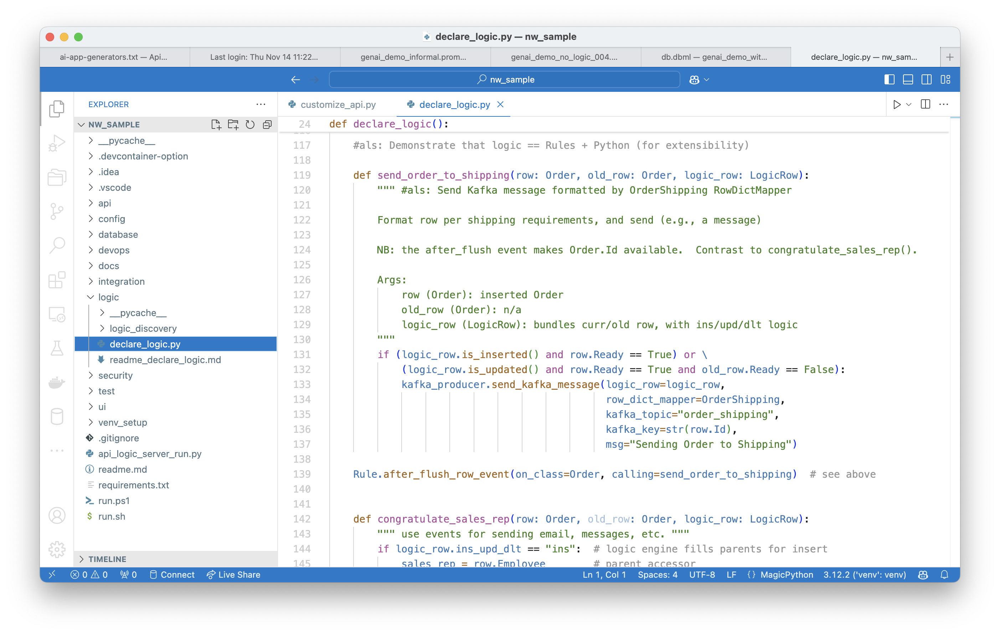 declare_logic.py — nw_sample
ai-app-generators.txt — Api...
Last login: Thu Nov 14 11:22...
genai_demo_informal.prom...
genai_demo_no_logic_004....
db.dbml — genai_demo_wit...
declare_logic.py — nw_sam...
nw_sample
EXPLORER
NW_SAMPLE
__pycache__
.devcontainer-option
.idea
.vscode
api
config
database
devops
docs
integration
logic
__pycache__
logic_discovery
declare_logic.py
readme_declare_logic.md
security
test
ui
venv_setup
.gitignore
api_logic_server_run.py
readme.md
requirements.txt
run.ps1
run.sh
TIMELINE
customize_api.py
declare_logic.py
24 def declare_logic():
117 #als: Demonstrate that logic == Rules + Python (for extensibility)
118
119 def send_order_to_shipping(row: Order, old_row: Order, logic_row: LogicRow):
120 """ #als: Send Kafka message formatted by OrderShipping RowDictMapper
121
122 Format row per shipping requirements, and send (e.g., a message)
123
124 NB: the after_flush event makes Order.Id available.  Contrast to congratulate_sales_rep().
125
126 Args:
127 row (Order): inserted Order
128 old_row (Order): n/a
129 logic_row (LogicRow): bundles curr/old row, with ins/upd/dlt logic
130 """
131 if (logic_row.is_inserted() and row.Ready == True) or \
132 (logic_row.is_updated() and row.Ready == True and old_row.Ready == False):
133 kafka_producer.send_kafka_message(logic_row=logic_row,
134 row_dict_mapper=OrderShipping,
135 kafka_topic="order_shipping",
136 kafka_key=str(row.Id),
137 msg="Sending Order to Shipping")
138
139 Rule.after_flush_row_event(on_class=Order, calling=send_order_to_shipping)  # see above
140
141
142 def congratulate_sales_rep(row: Order, old_row: Order, logic_row: LogicRow):
143 """ use events for sending email, messages, etc. """
144 if logic_row.ins_upd_dlt == "ins":  # logic engine fills parents for insert
145 sales_rep = row.Employee # parent accessor
0 0 0 Connect Live Share
Ln 1, Col 1 Spaces: 4 UTF-8 LF {} MagicPython 3.12.2 ('venv': venv)